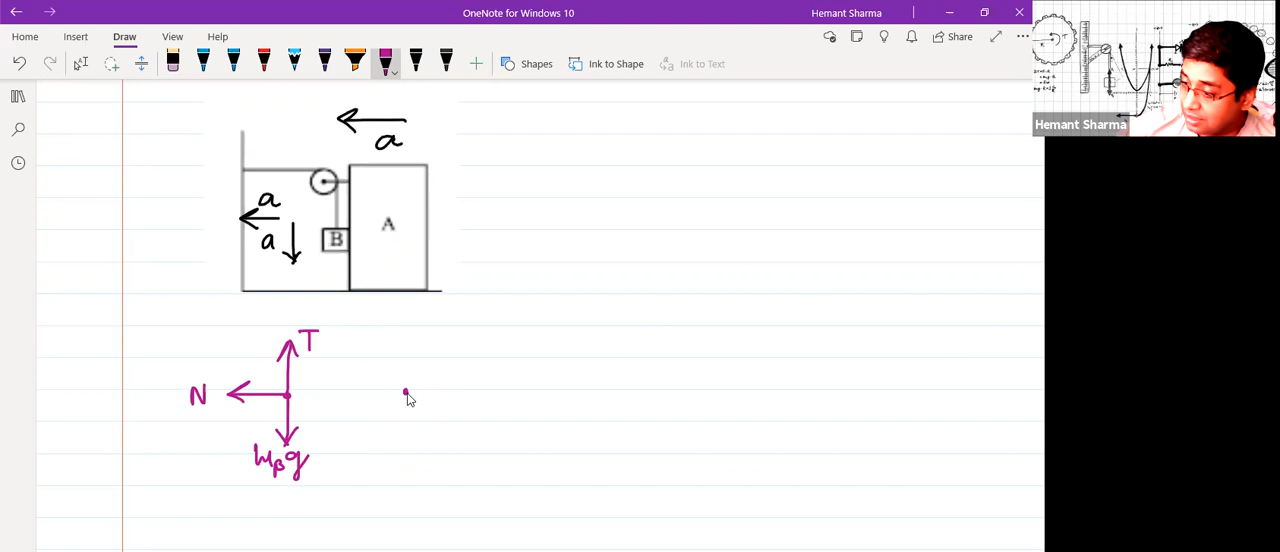 OneNote for Windows 10
Hemant Sharma
Home Insert Draw View Help
Share
Shapes
Ink to Shape
Ink to Text
Hemant Sharma
a
a
a
B
A
T
N
m_B g